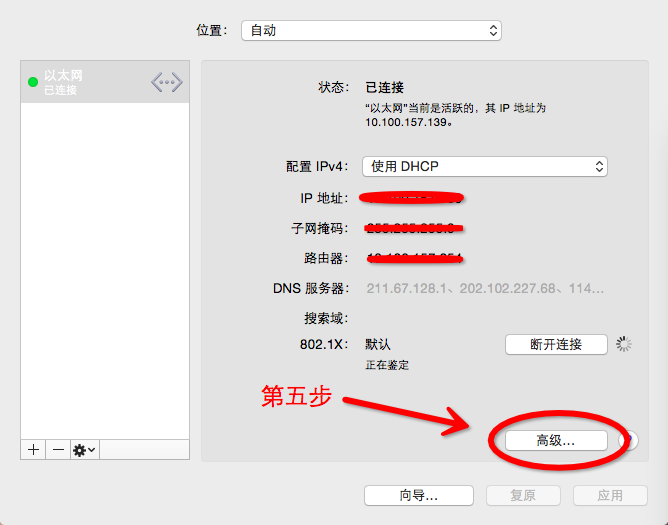 位置： 自动
以太网
已连接
状态： 已连接
“以太网”当前是活跃的，其 IP 地址为
10.100.157.139。
配置 IPv4： 使用 DHCP
IP 地址：
子网掩码：
路由器：
DNS 服务器： 211.67.128.1、202.102.227.68、114...
搜索域：
802.1X： 默认 断开连接
正在鉴定
第五步
高级...
向导... 复原 应用